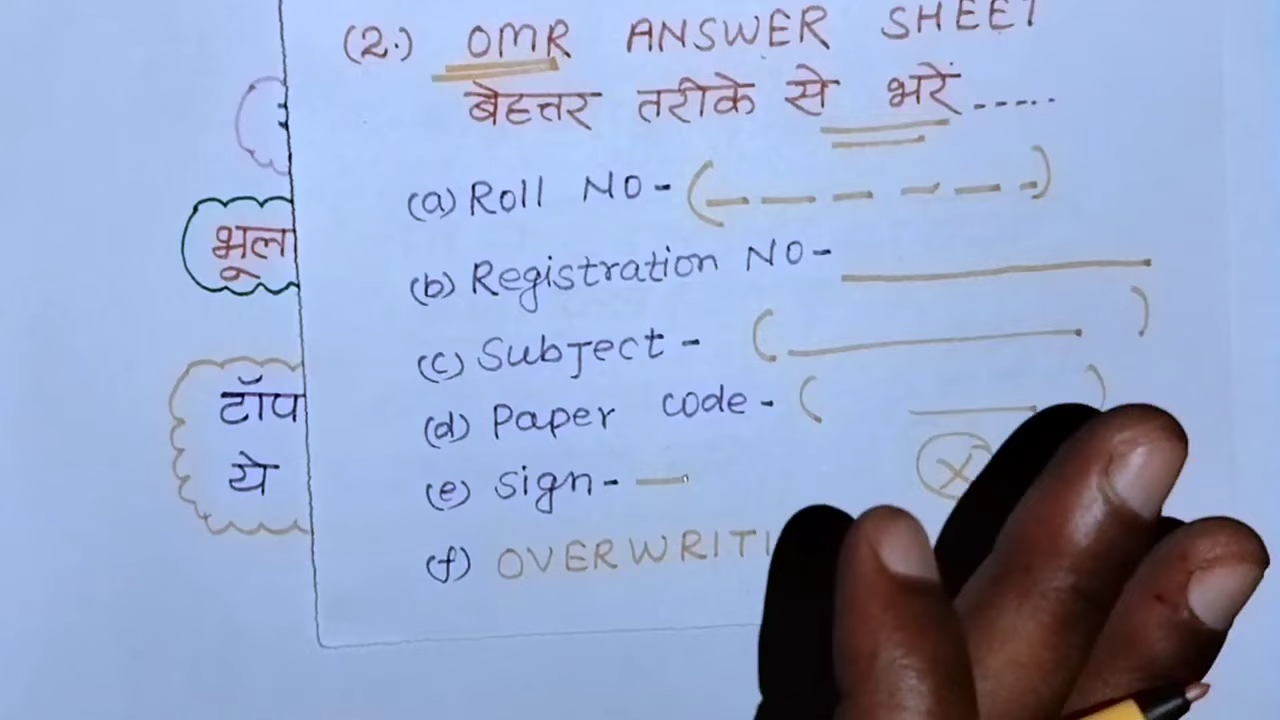 (2.) OMR ANSWER SHEET
बेहत्तर तरीके से भरें.....
(a) Roll NO-
(b) Registration NO-
(c) Subject-
(d) Paper code-
(e) Sign-
(f) OVERWRITI
भूल
टॉप
ये